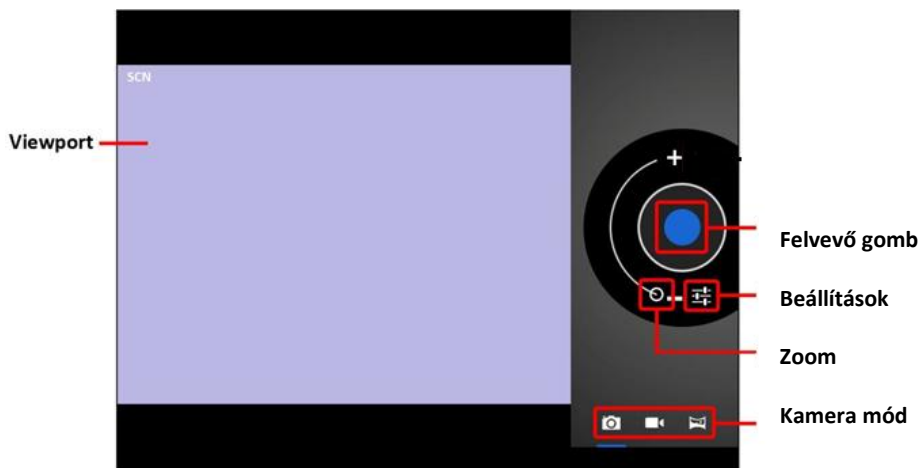 SCN
Viewport
Felvevő gomb
Beállítások
Zoom
Kamera mód